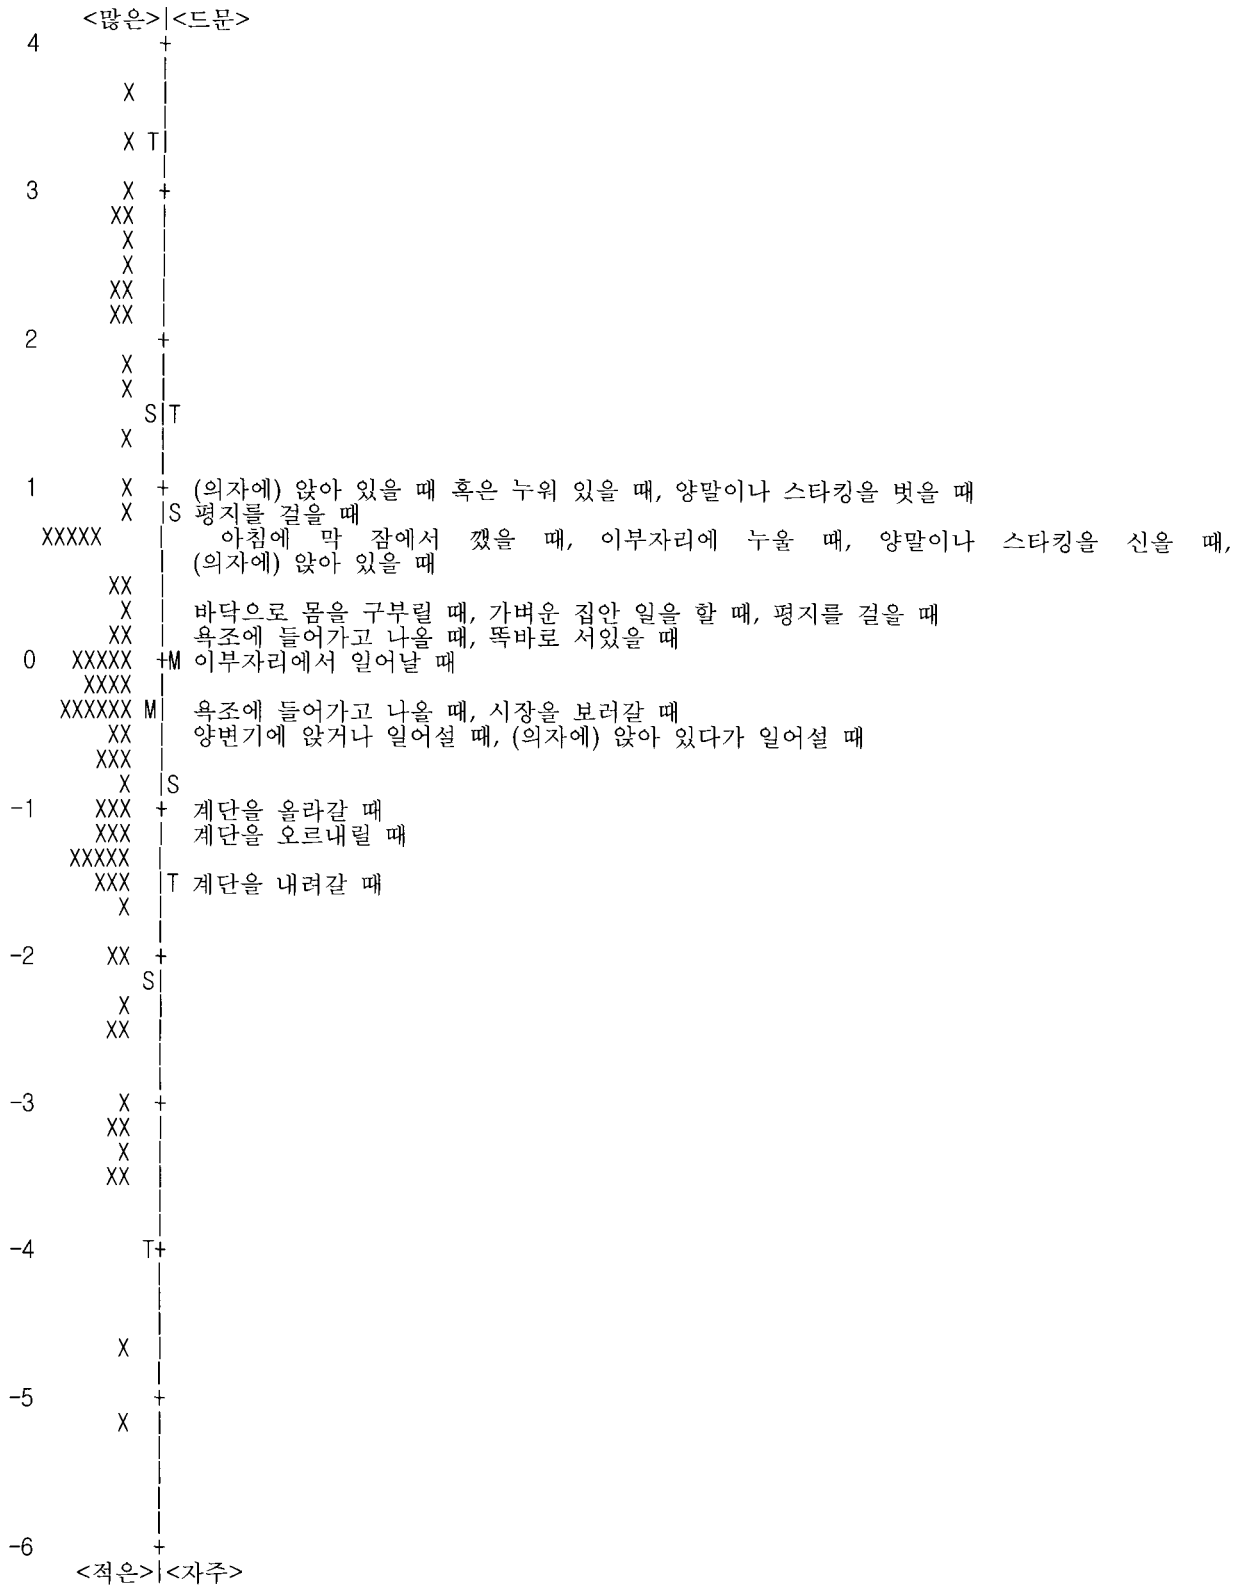 <많은>|<드문>
4 +
|
X |
|
X T|
|
3 X +
XX |
X |
X |
XX |
XX |
2 +
X |
X |
S|T
X |
|
1 X + (의자에) 앉아 있을 때 혹은 누워 있을 때, 양말이나 스타킹을 벗을 때
X |S 평지를 걸을 때
XXXXX | 아침에 막 잠에서 깼을 때, 이부자리에 누울 때, 양말이나 스타킹을 신을 때,
| (의자에) 앉아 있을 때
XX |
X | 바닥으로 몸을 구부릴 때, 가벼운 집안 일을 할 때, 평지를 걸을 때
XX | 욕조에 들어가고 나올 때, 똑바로 서있을 때
0 XXXXX +M 이부자리에서 일어날 때
XXXX |
XXXXXX M| 욕조에 들어가고 나올 때, 시장을 보러갈 때
XX | 양변기에 앉거나 일어설 때, (의자에) 앉아 있다가 일어설 때
XXX |
X |S
-1 XXX + 계단을 올라갈 때
XXX | 계단을 오르내릴 때
XXXXX |
XXX |T 계단을 내려갈 때
X |
|
-2 XX +
S|
X |
XX |
|
|
-3 X +
XX |
X |
XX |
|
|
-4 T+
|
|
|
X |
|
-5 +
X |
|
|
|
|
-6 +
<적은>|<자주>